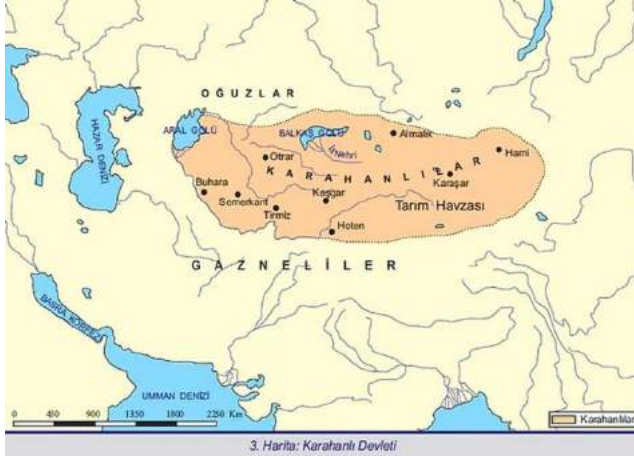 OĞUZLAR
HAZAR DENİZİ
ARAL GÖLÜ
BALKAŞ GÖLÜ
Almalik
İli Nehri
Otrar
Hami
KARAHANLILAR
Karaşar
Buhara
Semerkant
Kaşgar
Tirmiz
Tarım Havzası
Hoten
GAZNELİLER
BASRA KÖRFEZİ
UMMAN DENİZİ
0 450 900 1350 1800 2250 Km
Karahanlılar
3. Harita: Karahanlı Devleti